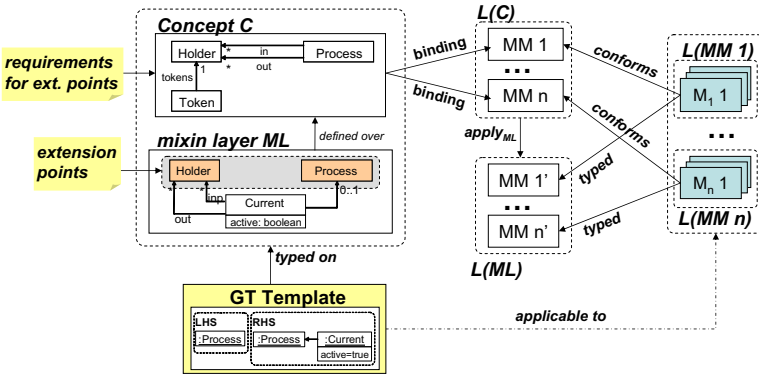 Concept C
L(C)
requirements
for ext. points
Holder
*
in
Process
*
out
tokens
1
Token
binding
binding
MM 1
...
MM n
conforms
conforms
L(MM 1)
M1 1
...
Mn 1
L(MM n)
defined over
applyML
extension
points
mixin layer ML
Holder
Process
*
*
inp
0..1
out
Current
active: boolean
MM 1'
...
MM n'
L(ML)
typed
typed
typed on
GT Template
LHS
:Process
RHS
:Process
:Current
active=true
applicable to